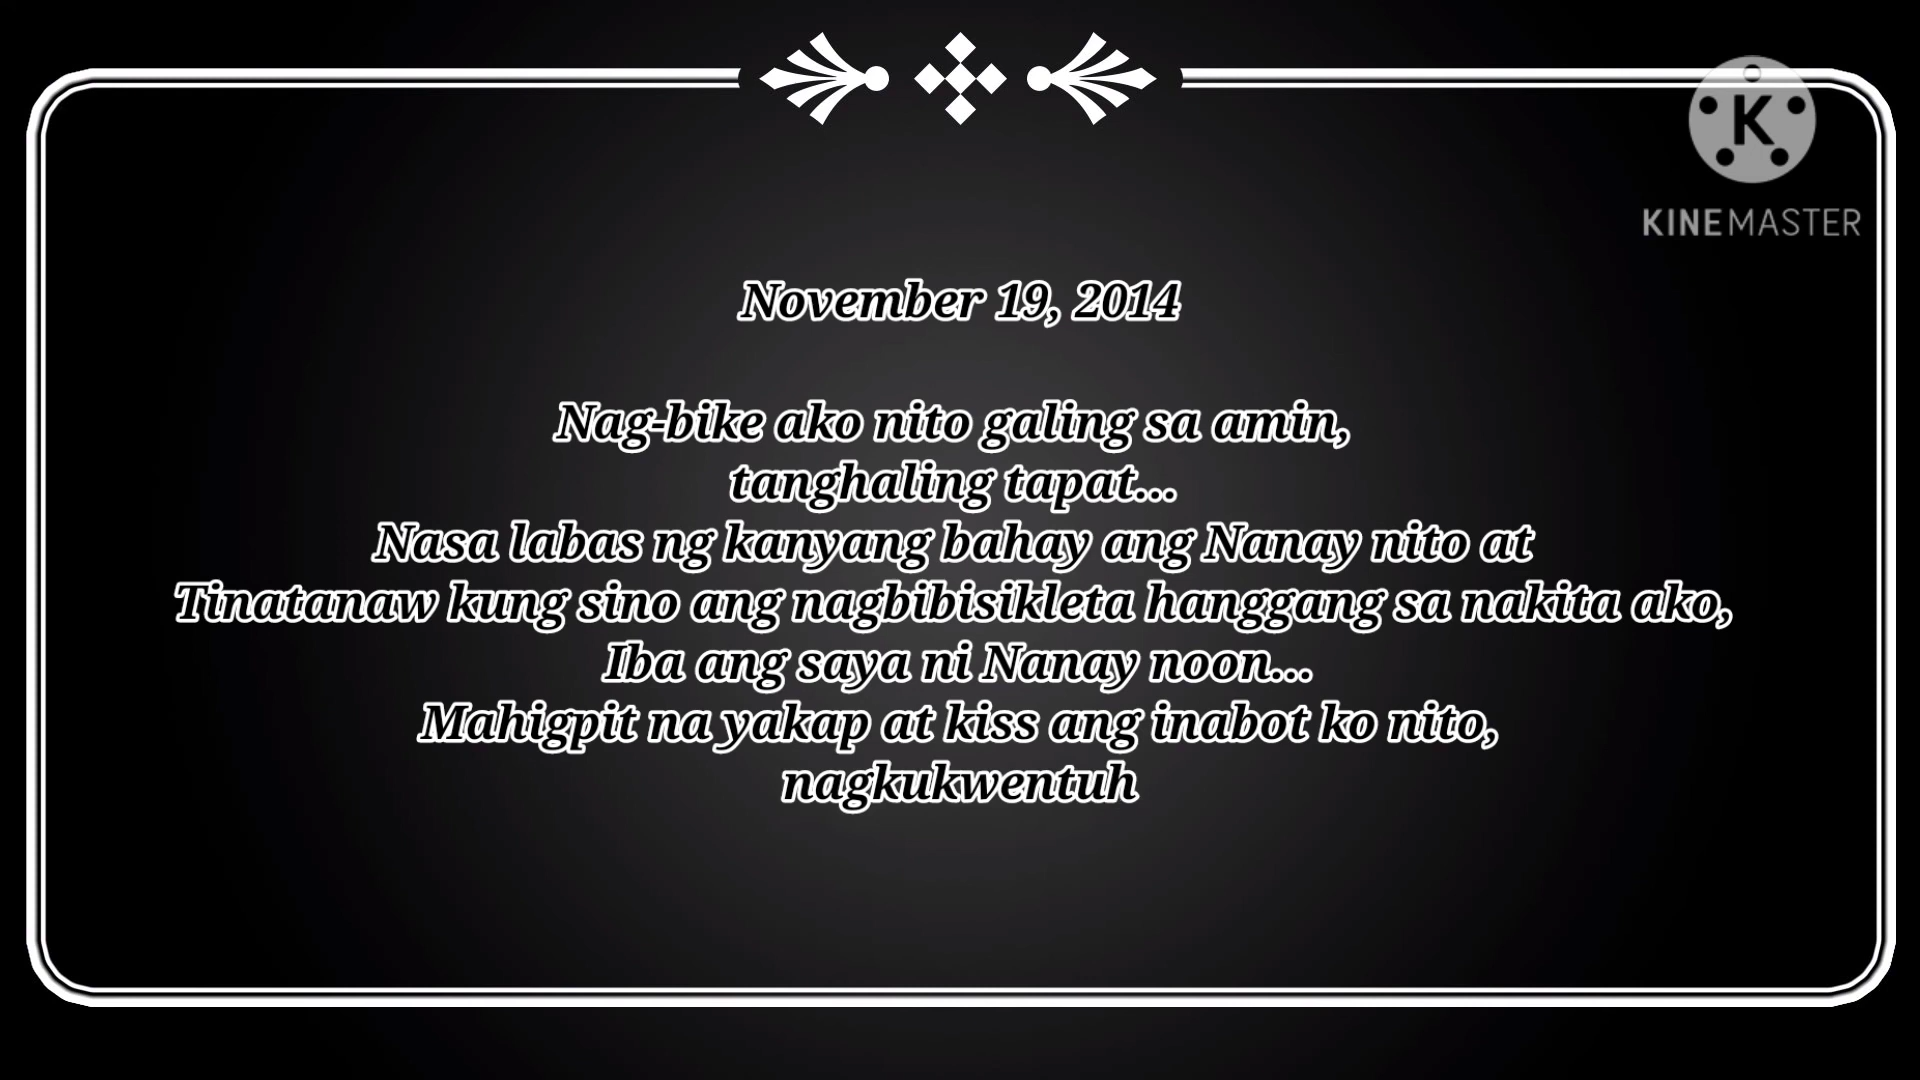 K
KINEMASTER
November 19, 2014
Nag-bike ako nito galing sa amin,
tanghaling tapat...
Nasa labas ng kanyang bahay ang Nanay nito at
Tinatanaw kung sino ang nagbibisikleta hanggang sa nakita ako,
Iba ang saya ni Nanay noon...
Mahigpit na yakap at kiss ang inabot ko nito,
nagkukwentuh